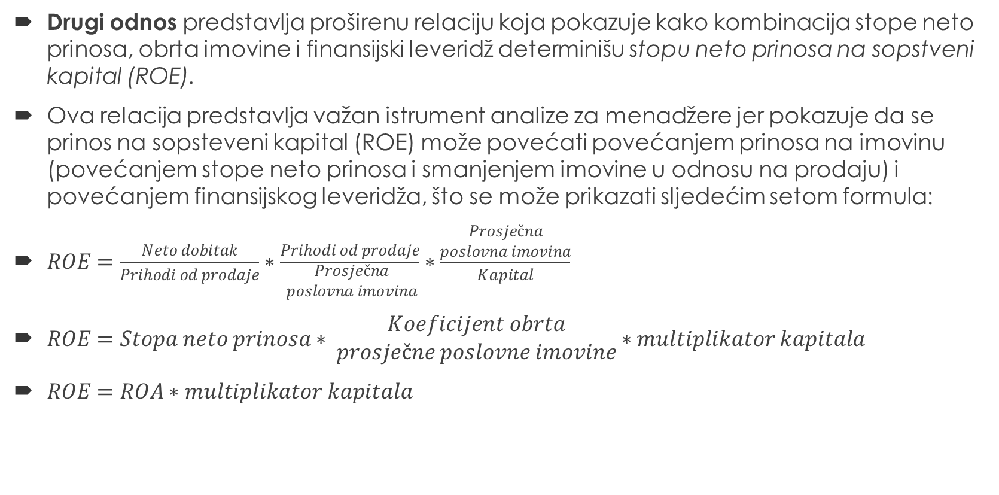 Drugi odnos predstavlja proširenu relaciju koja pokazuje kako kombinacija stope neto
prinosa, obrta imovine i finansijski leveridž determinišu stopu neto prinosa na sopstveni
kapital (ROE).
Ova relacija predstavlja važan istrument analize za menadžere jer pokazuje da se
prinos na sopsteveni kapital (ROE) može povećati povećanjem prinosa na imovinu
(povećanjem stope neto prinosa i smanjenjem imovine u odnosu na prodaju) i
povećanjem finansijskog leveridža, što se može prikazati sljedećim setom formula:
ROE = \frac{Neto dobitak}{Prihodi od prodaje} * \frac{Prihodi od prodaje}{Prosječna poslovna imovina} * \frac{Prosječna poslovna imovina}{Kapital}
ROE = Stopa neto prinosa * Koeficijent obrta prosječne poslovne imovine * multiplikator kapitala
ROE = ROA * multiplikator kapitala